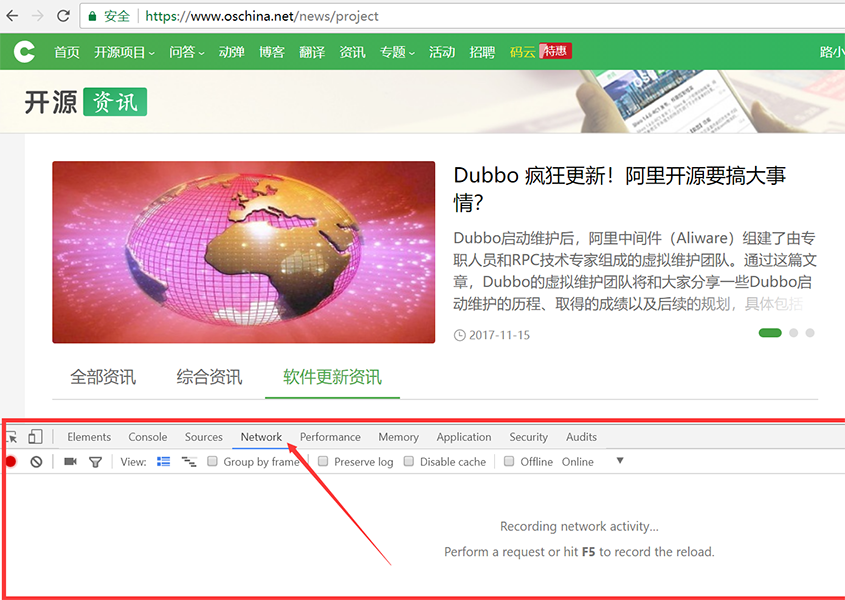 安全 https://www.oschina.net/news/project
首页 开源项目 问答 动弹 博客 翻译 资讯 专题 活动 招聘 码云 特惠 路小
开源 资讯
Dubbo 疯狂更新！阿里开源要搞大事
情?
Dubbo启动维护后，阿里中间件（Aliware）组建了由专
职人员和RPC技术专家组成的虚拟维护团队。通过这篇文
章，Dubbo的虚拟维护团队将和大家分享一些Dubbo启
动维护的历程、取得的成绩以及后续的规划，具体包括
2017-11-15
全部资讯 综合资讯 软件更新资讯
Elements Console Sources Network Performance Memory Application Security Audits
View: Group by frame Preserve log Disable cache Offline Online
Recording network activity...
Perform a request or hit F5 to record the reload.